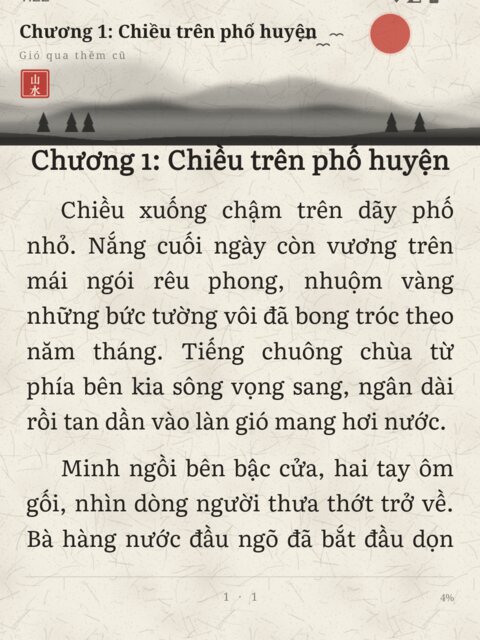 Chương 1: Chiều trên phố huyện
Gió qua thềm cũ
山
水
Chương 1: Chiều trên phố huyện
Chiều xuống chậm trên dãy phố
nhỏ. Nắng cuối ngày còn vương trên
mái ngói rêu phong, nhuộm vàng
những bức tường vôi đã bong tróc theo
năm tháng. Tiếng chuông chùa từ
phía bên kia sông vọng sang, ngân dài
rồi tan dần vào làn gió mang hơi nước.
Minh ngồi bên bậc cửa, hai tay ôm
gối, nhìn dòng người thưa thớt trở về.
Bà hàng nước đầu ngõ đã bắt đầu dọn
1 · 1
4%